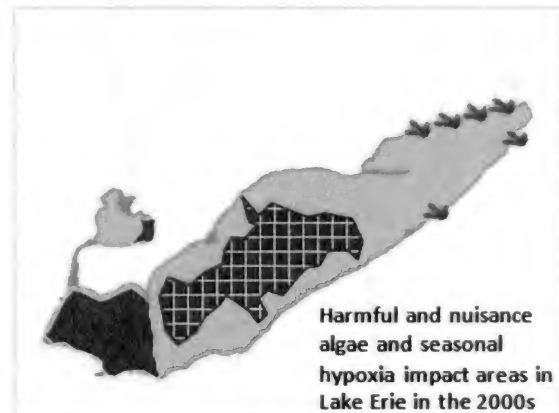 Harmful and nuisance
algae and seasonal
hypoxia impact areas in
Lake Erie in the 2000s